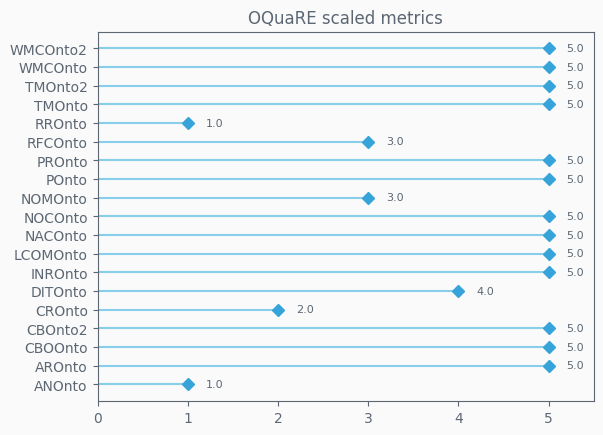 OQuaRE scaled metrics
WMCOnto2 5.0
WMCOnto 5.0
TMOnto2 5.0
TMOnto 5.0
RROnto 1.0
RFCOnto 3.0
PROnto 5.0
POnto 5.0
NOMOnto 3.0
NOCOnto 5.0
NACOnto 5.0
LCOMOnto 5.0
INROnto 5.0
DITOnto 4.0
CROnto 2.0
CBOnto2 5.0
CBOOnto 5.0
AROnto 5.0
ANOnto 1.0
0 1 2 3 4 5